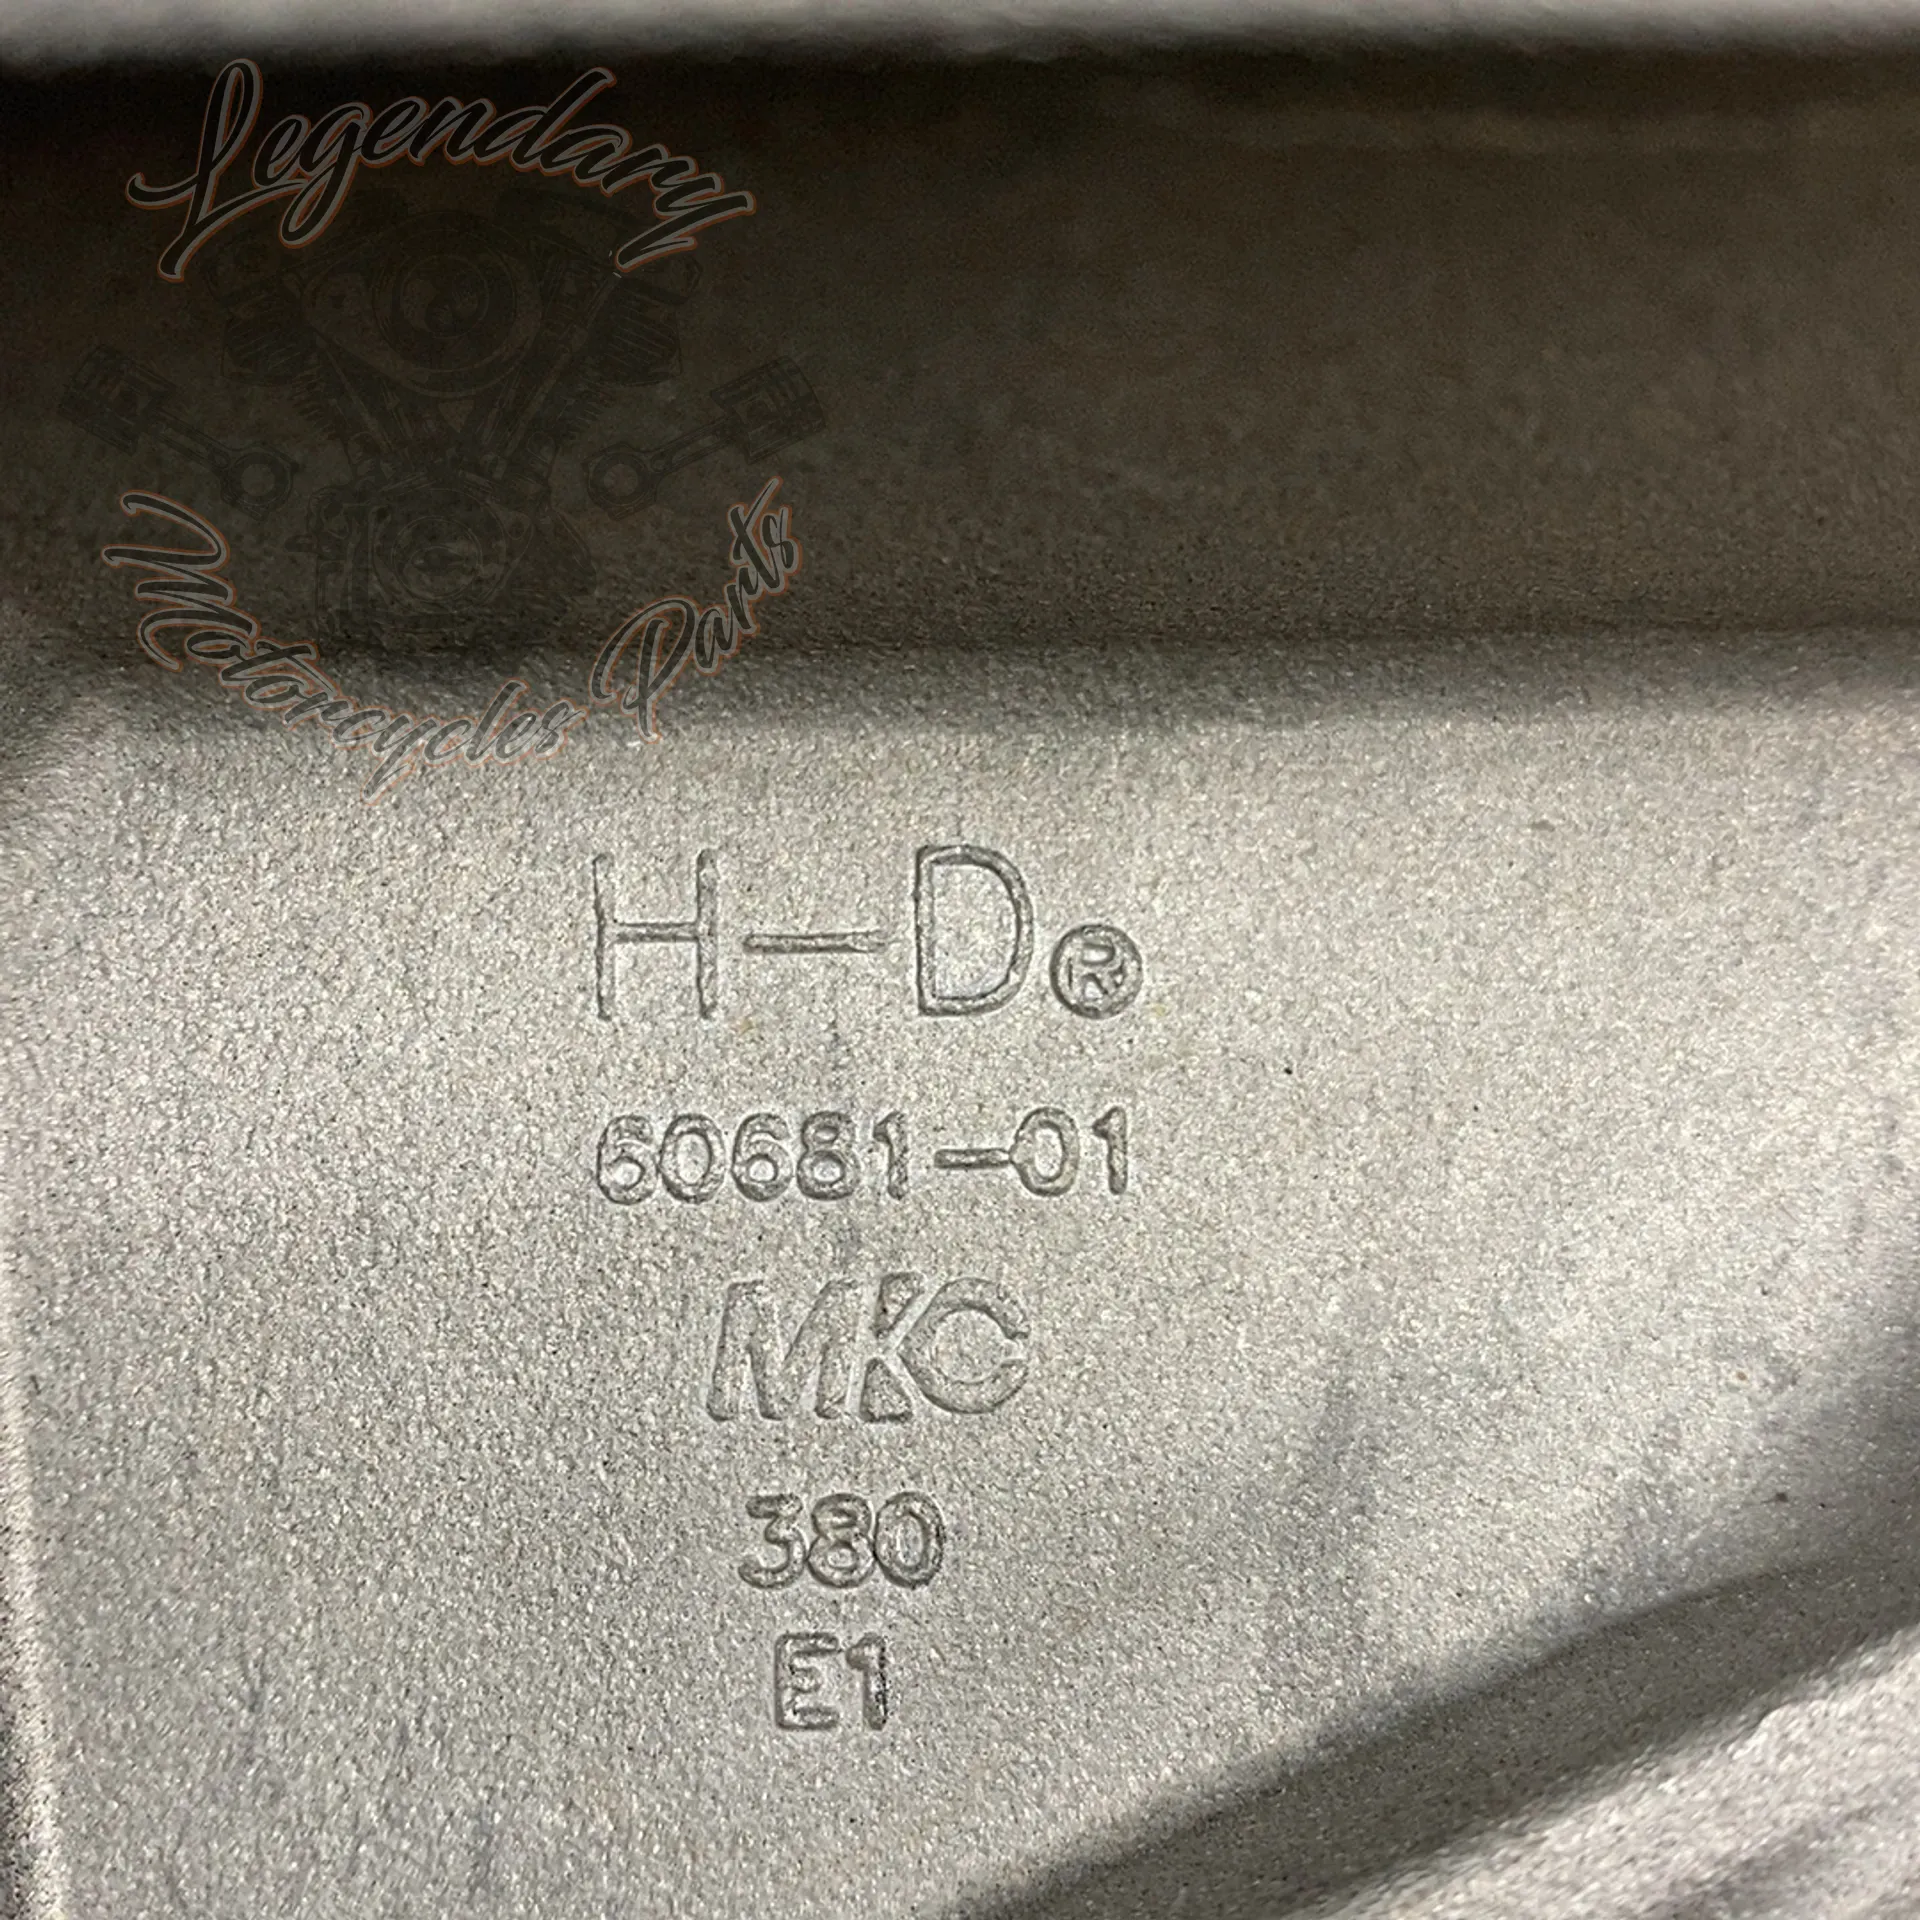 Legendary
Motorcycles Parts
H-D®
60681-01
MKC
380
E1